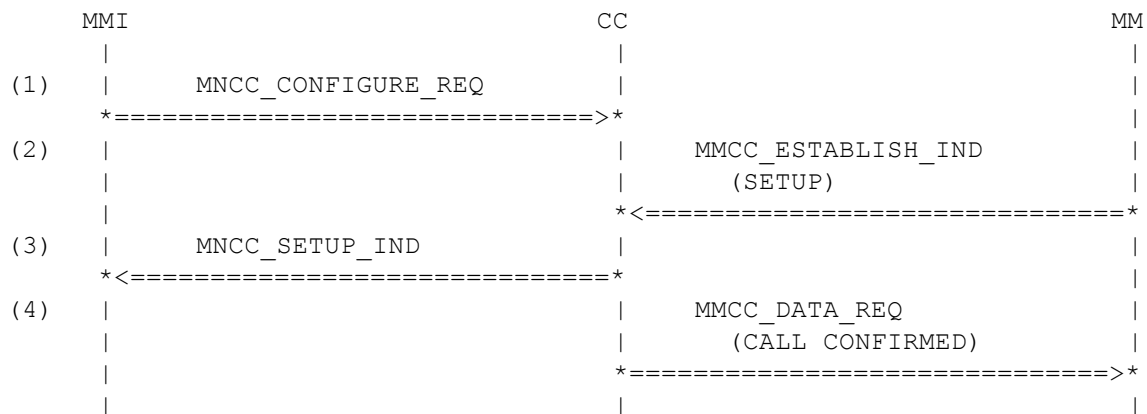 MMI CC MM
| | |
(1) | MNCC_CONFIGURE_REQ | |
*==============================>* |
(2) | | MMCC_ESTABLISH_IND |
| | (SETUP) |
| *<==============================*
(3) | MNCC_SETUP_IND | |
*<==============================* |
(4) | | MMCC_DATA_REQ |
| | (CALL CONFIRMED) |
| *==============================>*
| | |